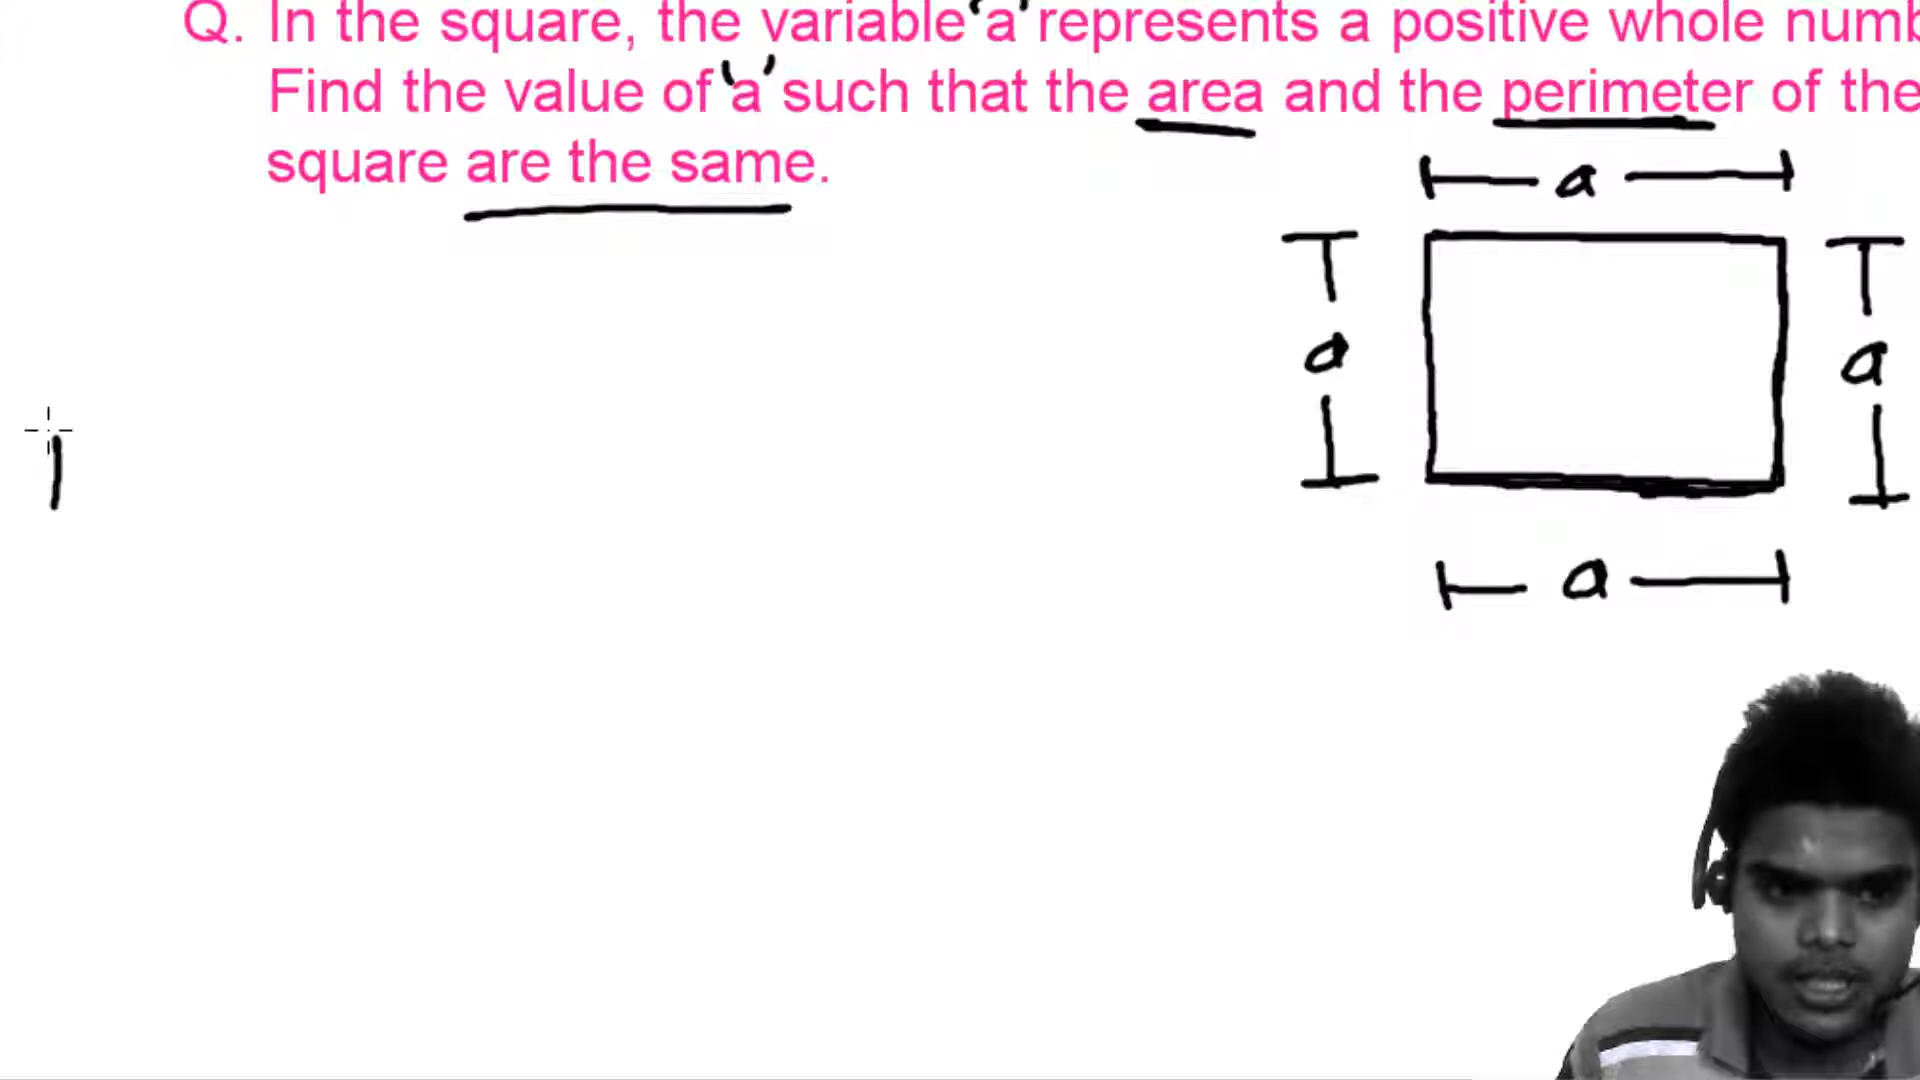 Q. In the square, the variable 'a' represents a positive whole numb
Find the value of 'a' such that the area and the perimeter of the
square are the same.
a
a
a
a